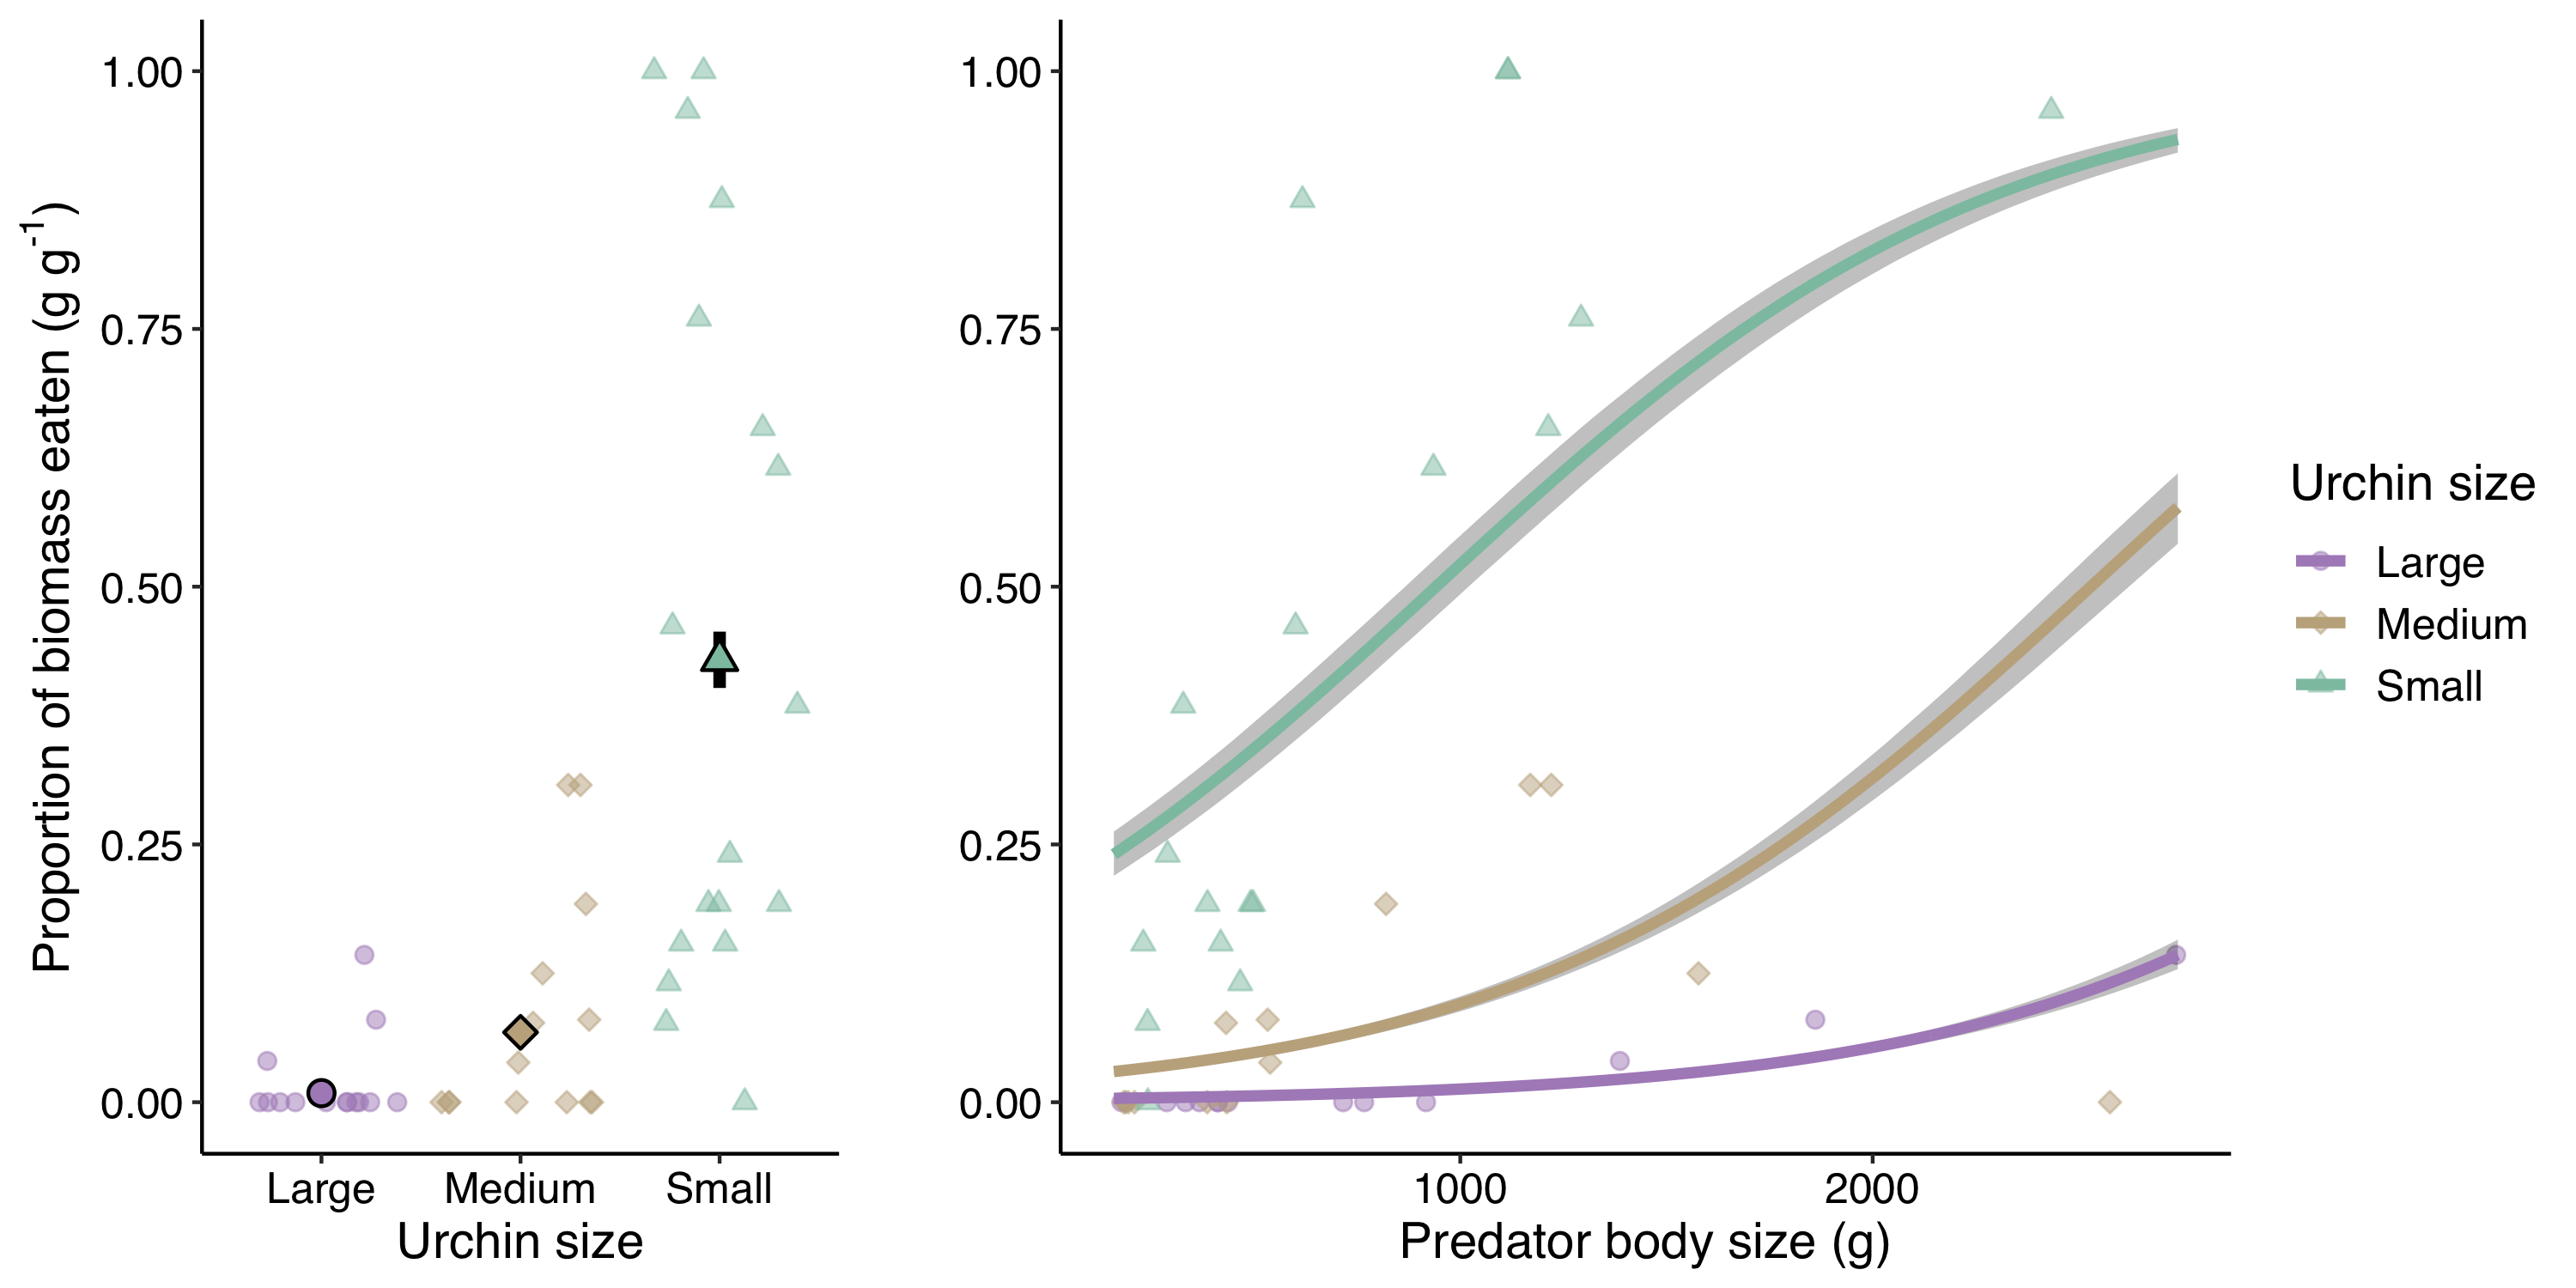 Proportion of biomass eaten (g g⁻¹)
1.00
0.75
0.50
0.25
0.00
Large Medium Small
Urchin size
1.00
0.75
0.50
0.25
0.00
1000 2000
Predator body size (g)
Urchin size
Large
Medium
Small